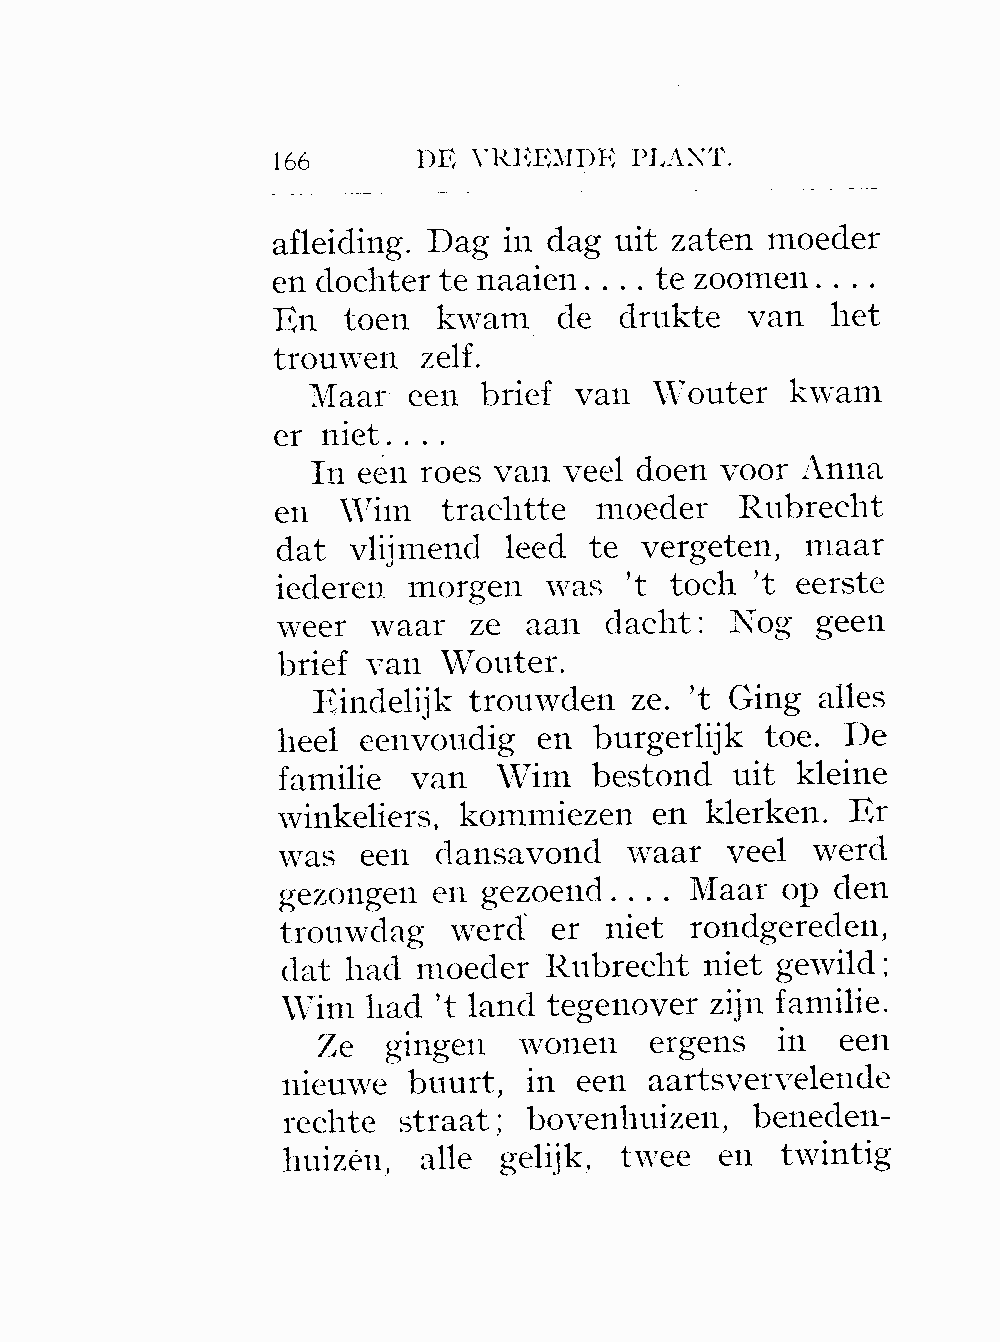 166 DE VREEMDE PLANT.
afleiding. Dag in dag uit zaten moeder
en dochter te naaien.... te zoomen....
En toen kwam de drukte van het
trouwen zelf.
Maar een brief van Wouter kwam
er niet....
In een roes van veel doen voor Anna
en Wim trachtte moeder Rubrecht
dat vlijmend leed te vergeten, maar
iederen morgen was 't toch 't eerste
weer waar ze aan dacht: Nog geen
brief van Wouter.
Eindelijk trouwden ze. 't Ging alles
heel eenvoudig en burgerlijk toe. De
familie van Wim bestond uit kleine
winkeliers, kommiezen en klerken. Er
was een dansavond waar veel werd
gezongen en gezoend.... Maar op den
trouwdag werd er niet rondgereden,
dat had moeder Rubrecht niet gewild;
Wim had 't land tegenover zijn familie.
Ze gingen wonen ergens in een
nieuwe buurt, in een aartsvervelende
rechte straat; bovenhuizen, beneden-
huizen, alle gelijk, twee en twintig